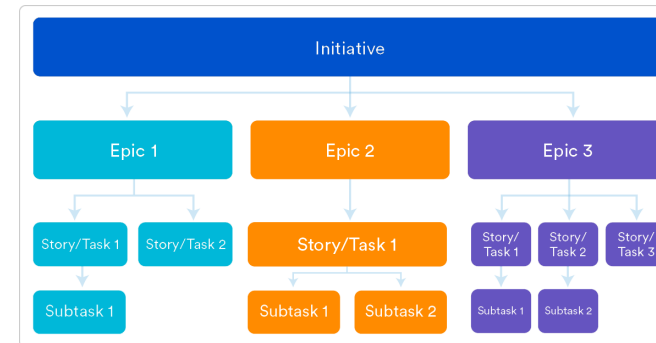 Initiative
Epic 1
Epic 2
Epic 3
Story/Task 1
Story/Task 2
Story/Task 1
Story/
Task 1
Story/
Task 2
Story/
Task 3
Subtask 1
Subtask 1
Subtask 2
Subtask 1
Subtask 2